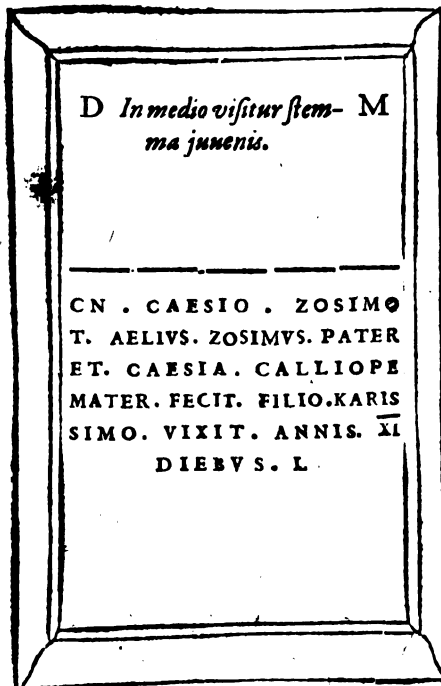 D In medio visitur stem- M
ma juuenis.
CN . CAESIO . ZOSIMO
T. AELIVS. ZOSIMVS. PATER
ET. CAESIA. CALLIOPE
MATER. FECIT. FILIO.KARIS
SIMO. VIXIT. ANNIS. XI
DIEBVS. L